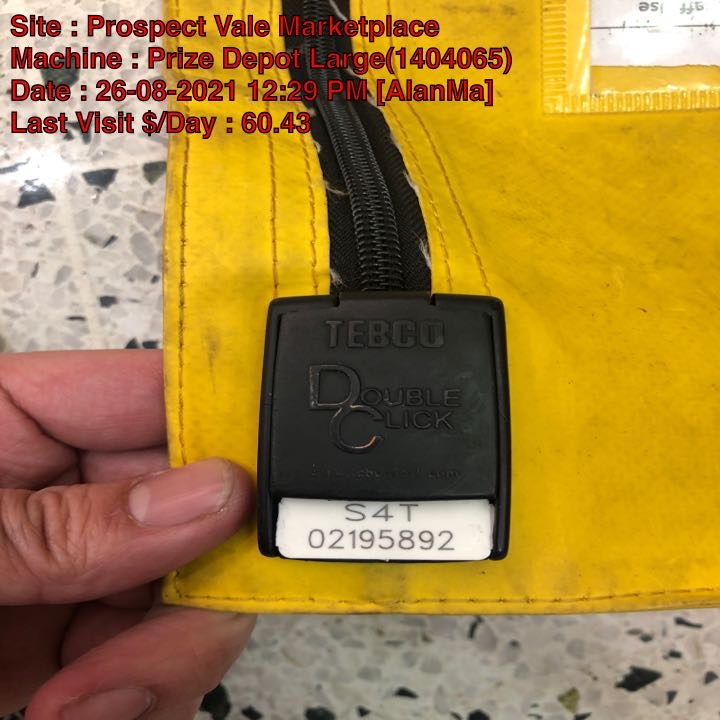 Site : Prospect Vale Marketplace
Machine : Prize Depot Large(1404065)
Date : 26-08-2021 12:29 PM [AlanMa]
Last Visit $/Day : 60.43
TEBCO
DOUBLE
CLICK
S4T
02195892